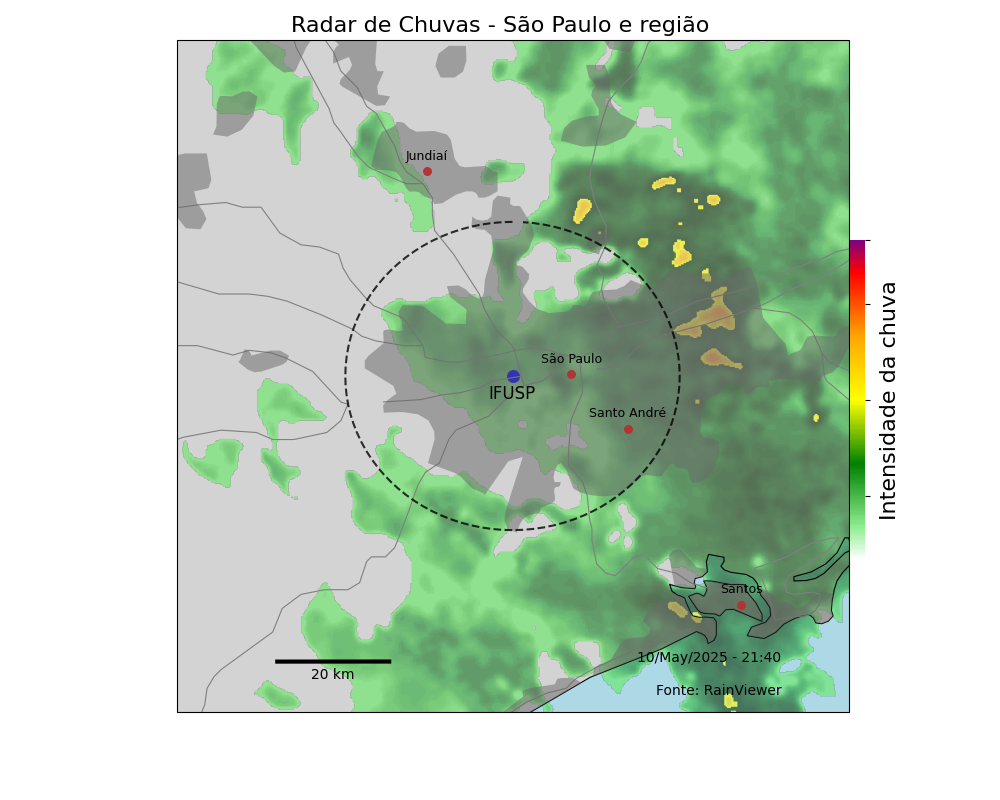 Radar de Chuvas - São Paulo e região
Jundiaí
São Paulo
IFUSP
Santo André
Santos
10/May/2025 - 21:40
20 km
Fonte: RainViewer
Intensidade da chuva